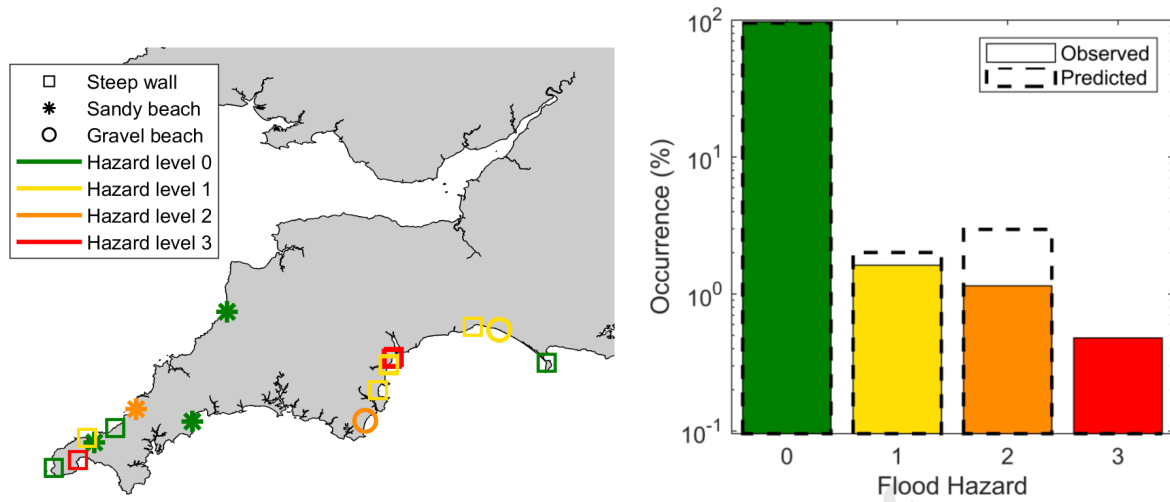 Steep wall
Sandy beach
Gravel beach
Hazard level 0
Hazard level 1
Hazard level 2
Hazard level 3
Observed
Predicted
Occurrence (%)
10²
10¹
10⁰
10⁻¹
0 1 2 3
Flood Hazard